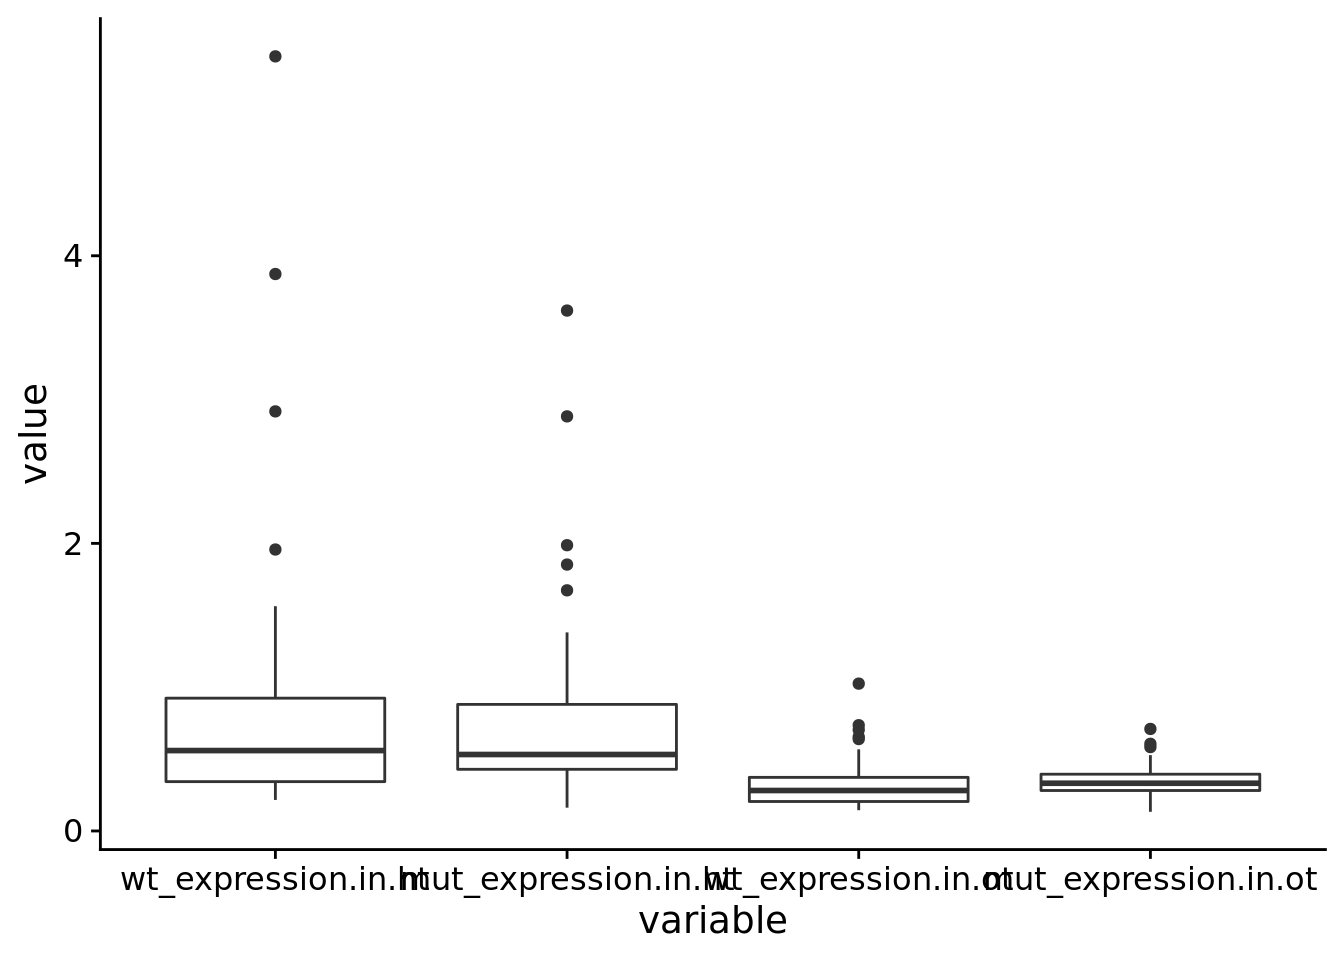 4
value
2
0
wt_expression.in.ht
mut_expression.in.ht
wt_expression.in.ot
mut_expression.in.ot
variable